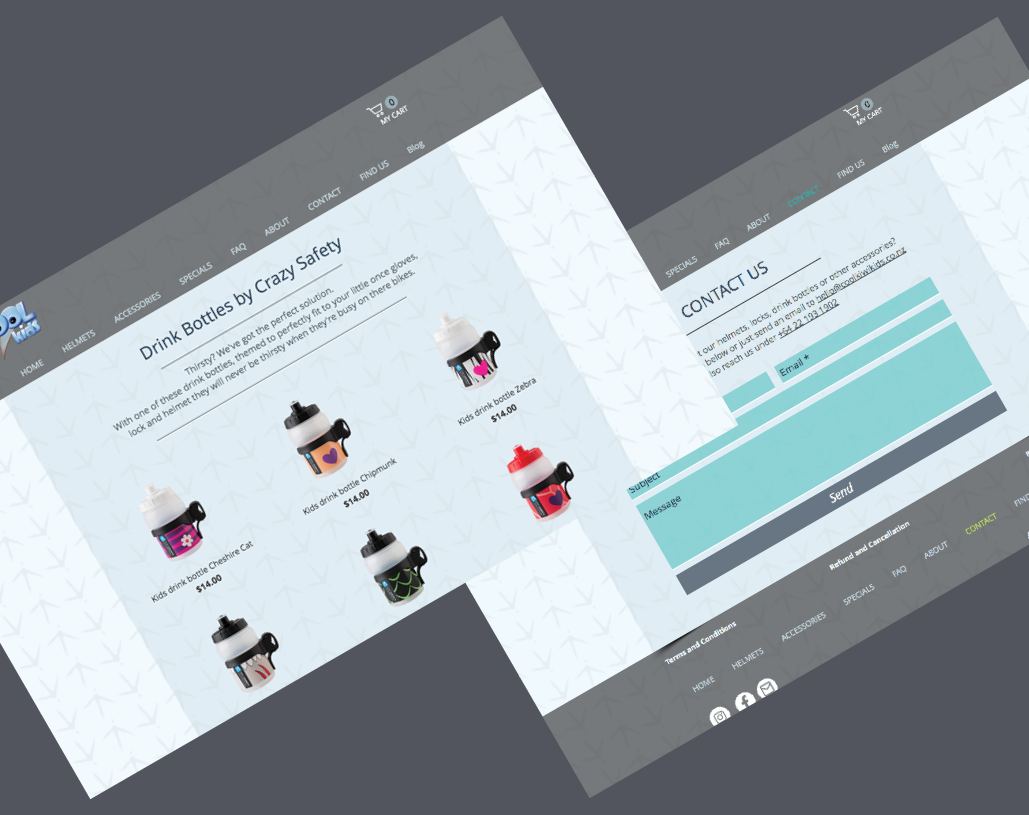 0
MY CART
OOL
KIDS
HOME
HELMETS
ACCESSORIES
SPECIALS
FAQ
ABOUT
CONTACT
FIND US
Blog
Drink Bottles by Crazy Safety
Thirsty? We've got the perfect solution.
With one of these drink bottles, themed to perfectly fit to your little once gloves,
lock and helmet they will never be thirsty when they're busy on there bikes.
Kids drink bottle Cheshire Cat
$14.00
Kids drink bottle Chipmunk
$14.00
Kids drink bottle Zebra
$14.00
0
MY CART
SPECIALS
FAQ
ABOUT
CONTACT
FIND US
Blog
CONTACT US
t our helmets, locks, drink bottles or other accessories?
below or just send an email to hello@coolkiwikids.co.nz
lso reach us under +64 22 193 1902
Email *
Subject
Message
Send
Terms and Conditions
Refund and Cancellation
HOME
HELMETS
ACCESSORIES
SPECIALS
FAQ
ABOUT
CONTACT
FIND